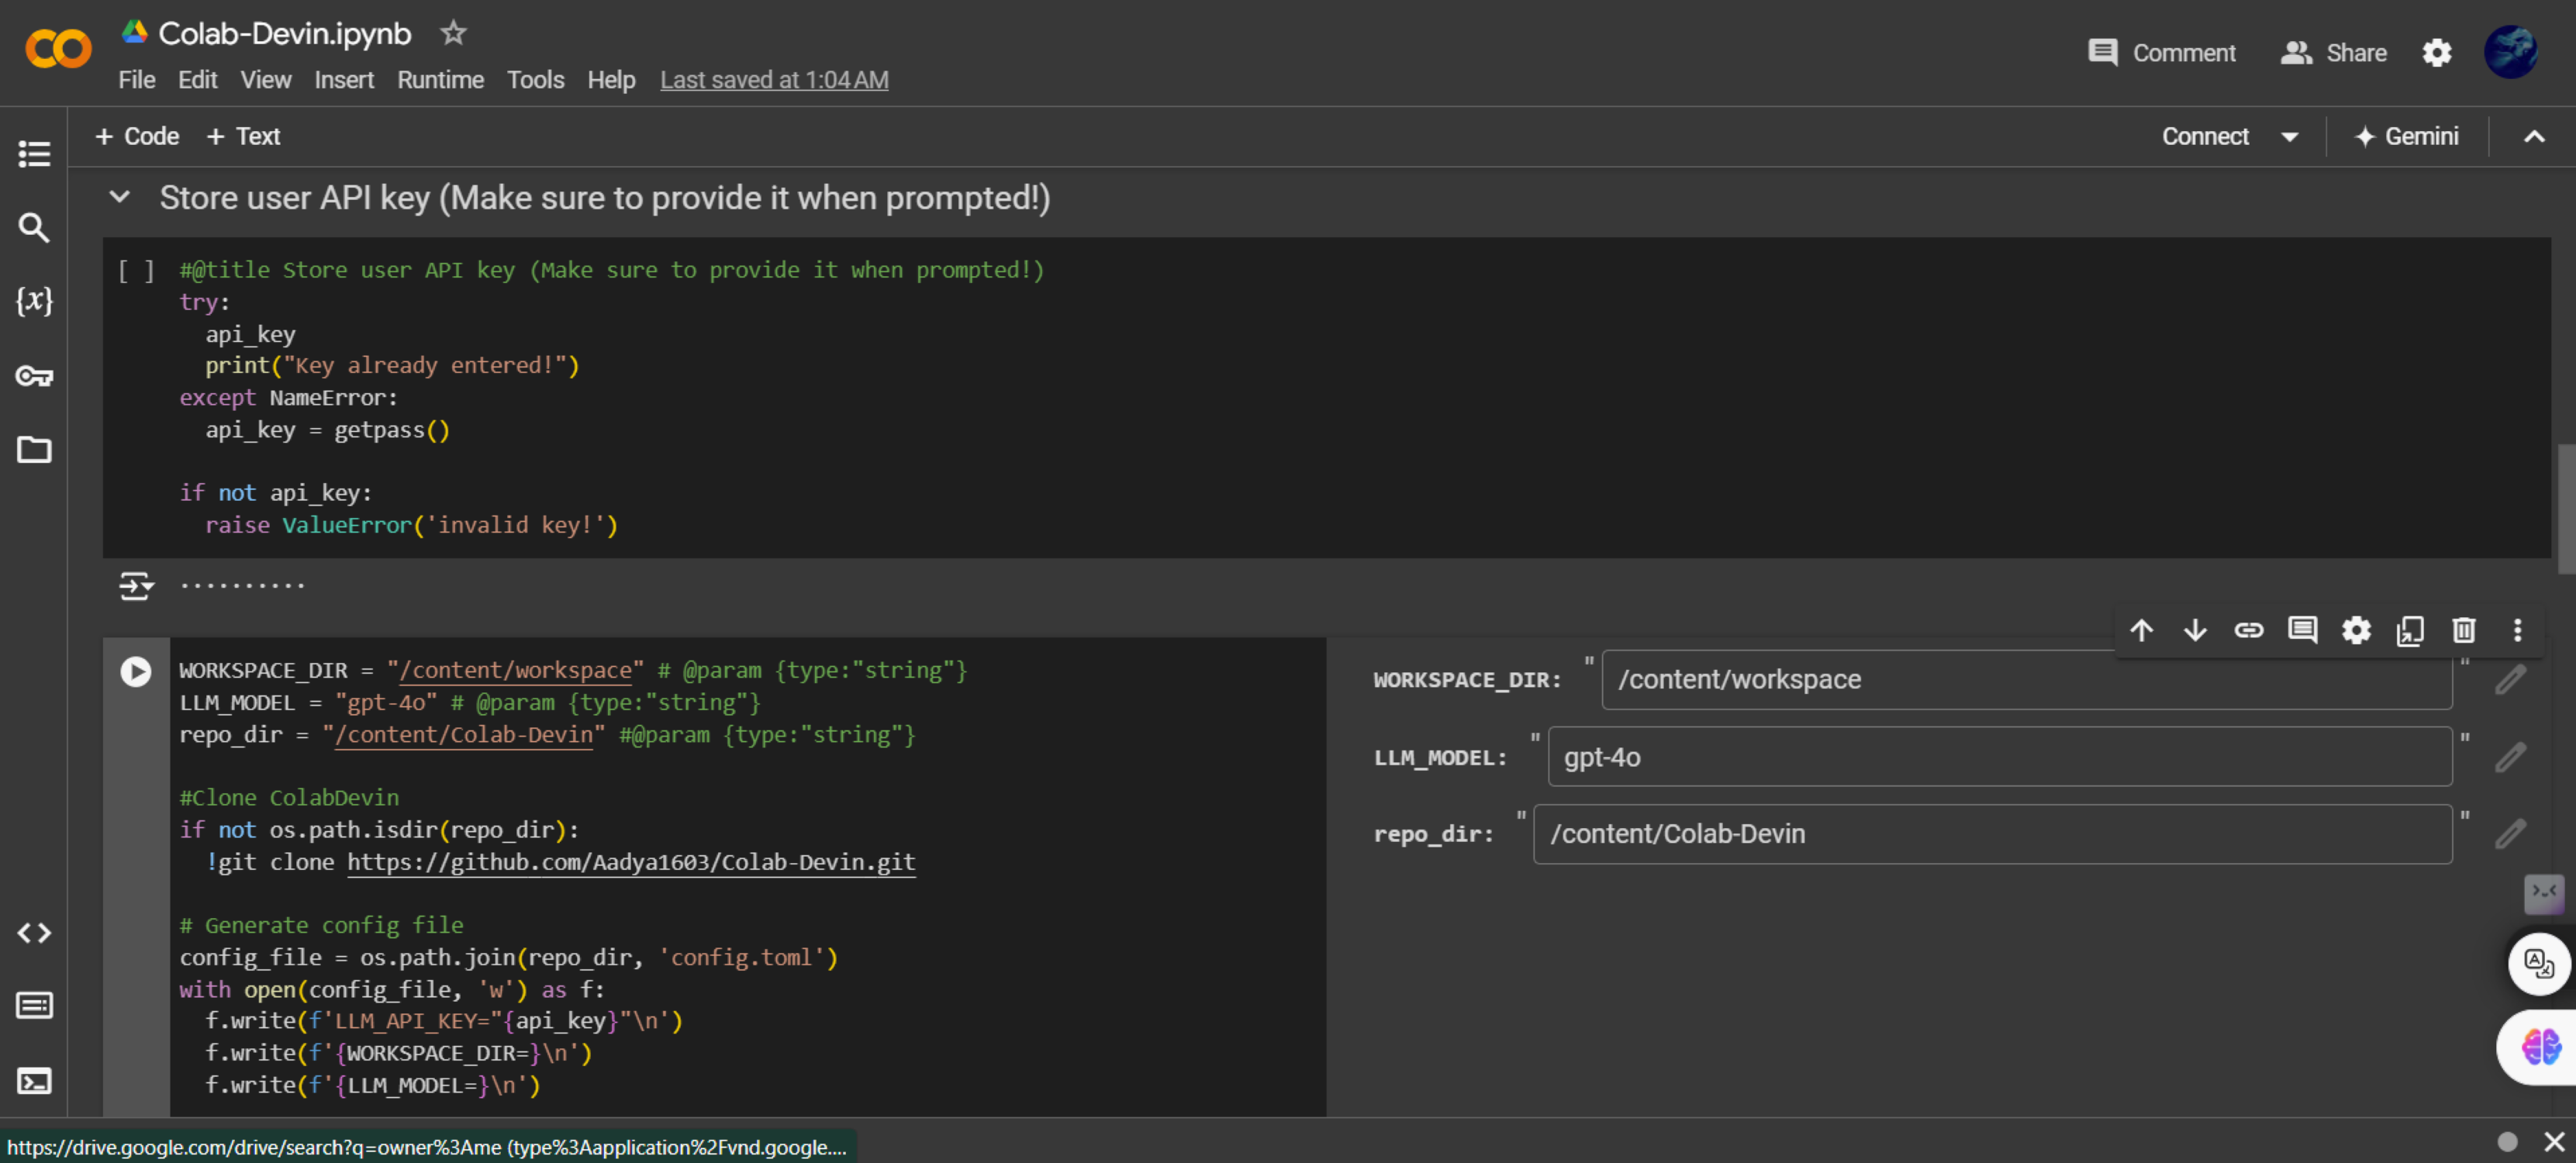 Colab-Devin.ipynb
File Edit View Insert Runtime Tools Help Last saved at 1:04 AM
Comment Share
+ Code + Text
Connect Gemini
Store user API key (Make sure to provide it when prompted!)
[ ] #@title Store user API key (Make sure to provide it when prompted!)
try:
  api_key
  print("Key already entered!")
except NameError:
  api_key = getpass()
if not api_key:
  raise ValueError('invalid key!')
··········
WORKSPACE_DIR = "/content/workspace" # @param {type:"string"}
LLM_MODEL = "gpt-4o" # @param {type:"string"}
repo_dir = "/content/Colab-Devin" #@param {type:"string"}
#Clone ColabDevin
if not os.path.isdir(repo_dir):
  !git clone https://github.com/Aadya1603/Colab-Devin.git
# Generate config file
config_file = os.path.join(repo_dir, 'config.toml')
with open(config_file, 'w') as f:
  f.write(f'LLM_API_KEY="{api_key}"\n')
  f.write(f'{WORKSPACE_DIR=}\n')
  f.write(f'{LLM_MODEL=}\n')
WORKSPACE_DIR: " /content/workspace "
LLM_MODEL: " gpt-4o "
repo_dir: " /content/Colab-Devin "
https://drive.google.com/drive/search?q=owner%3Ame (type%3Aapplication%2Fvnd.google....